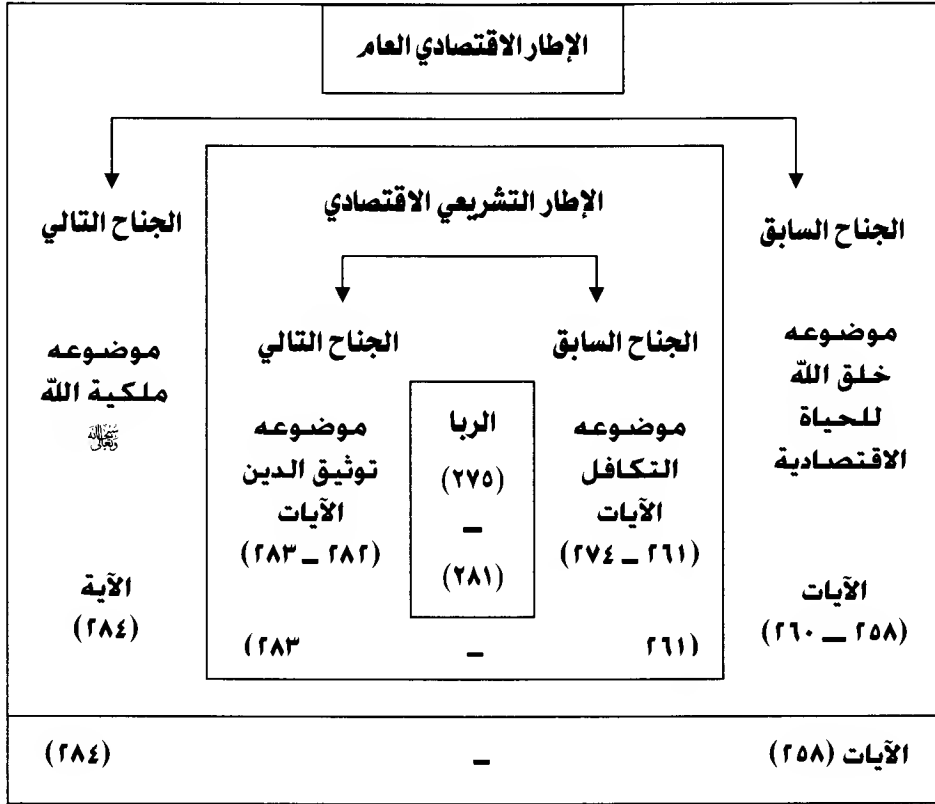 الإطار الاقتصادي العام
الجناح السابق
موضوعه
خلق الله
للحياة
الاقتصادية
الآيات
(٢٥٨ – ٢٦٠)
الإطار التشريعي الاقتصادي
الجناح السابق
موضوعه
التكافل
الآيات
(٢٦١ – ٢٧٤)
الربا
(٢٧٥)
–
(٢٨١)
الجناح التالي
موضوعه
توثيق الدين
الآيات
(٢٨٢ – ٢٨٣)
(٢٦١ – ٢٨٣)
الجناح التالي
موضوعه
ملكية الله
سبحانه وتعالى
الآية
(٢٨٤)
الآيات (٢٥٨) – (٢٨٤)